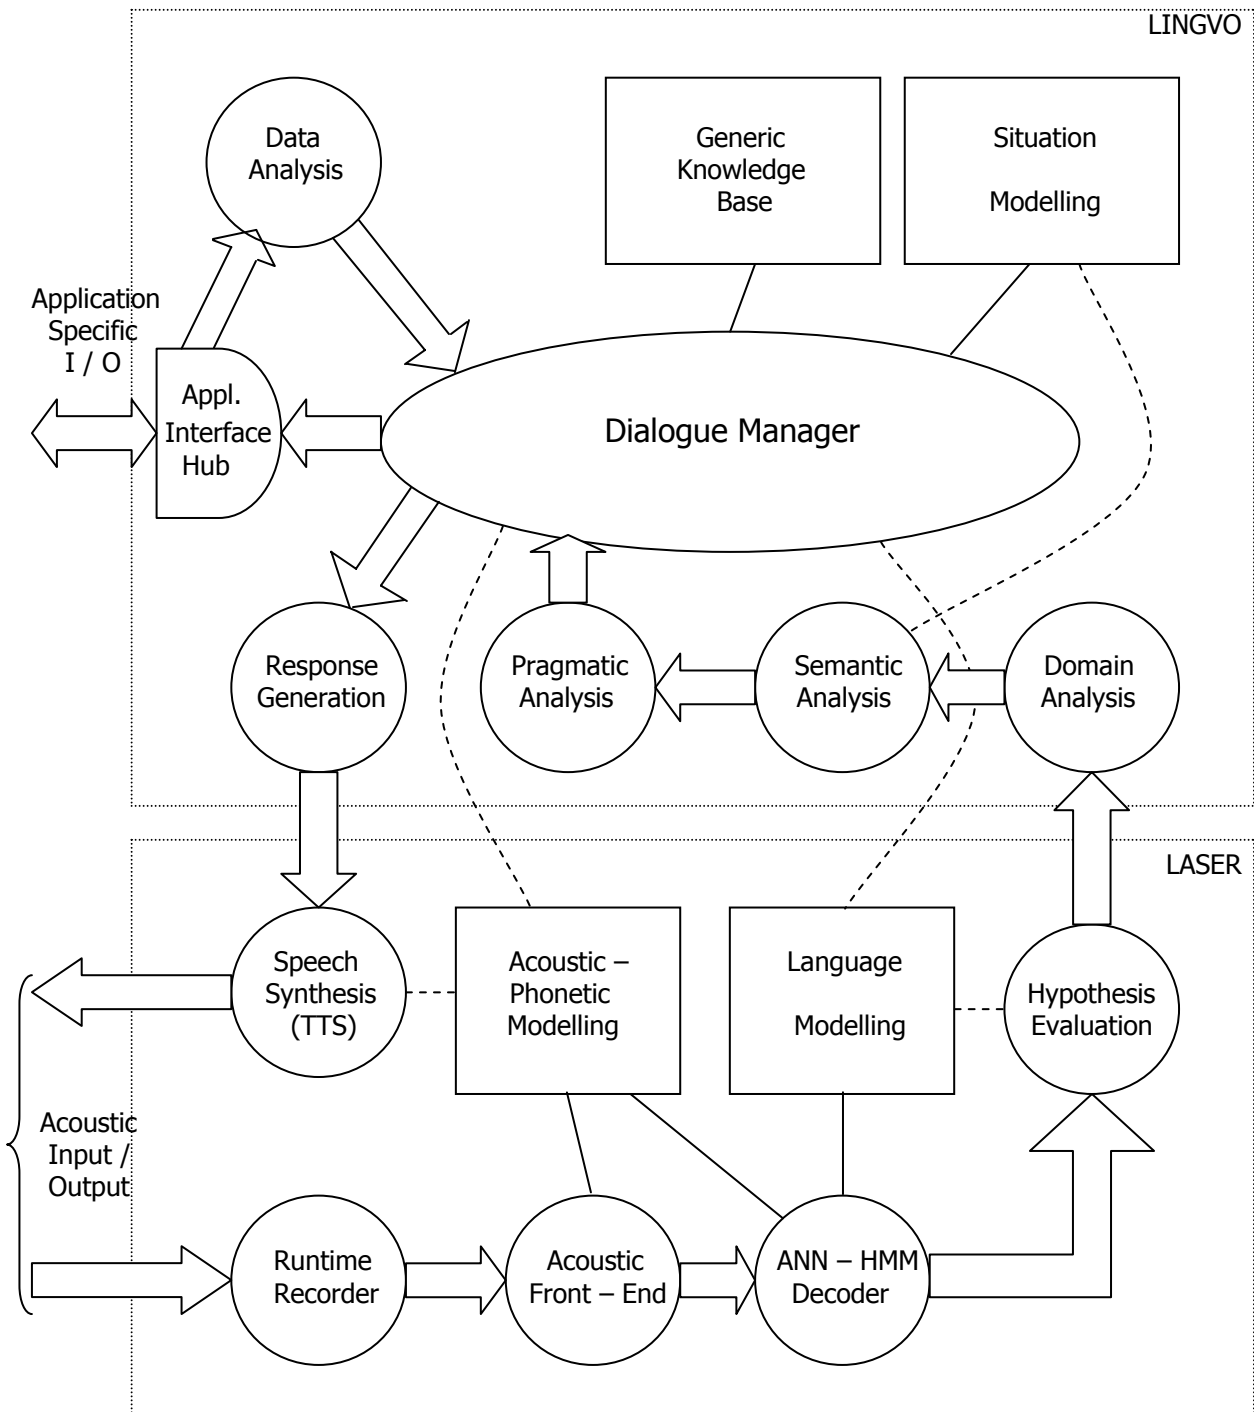 LINGVO
Data
Analysis
Generic
Knowledge
Base
Situation
Modelling
Application
Specific
I / O
Appl.
Interface
Hub
Dialogue Manager
Response
Generation
Pragmatic
Analysis
Semantic
Analysis
Domain
Analysis
LASER
Speech
Synthesis
(TTS)
Acoustic –
Phonetic
Modelling
Language
Modelling
Hypothesis
Evaluation
Acoustic
Input /
Output
Runtime
Recorder
Acoustic
Front – End
ANN – HMM
Decoder